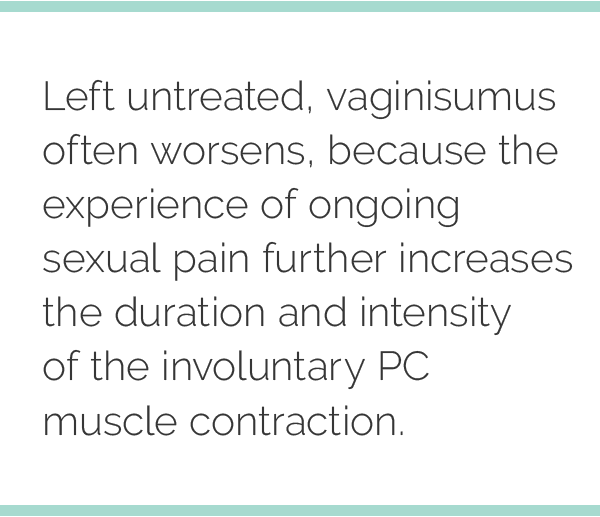 Left untreated, vaginisumus
often worsens, because the
experience of ongoing
sexual pain further increases
the duration and intensity
of the involuntary PC
muscle contraction.